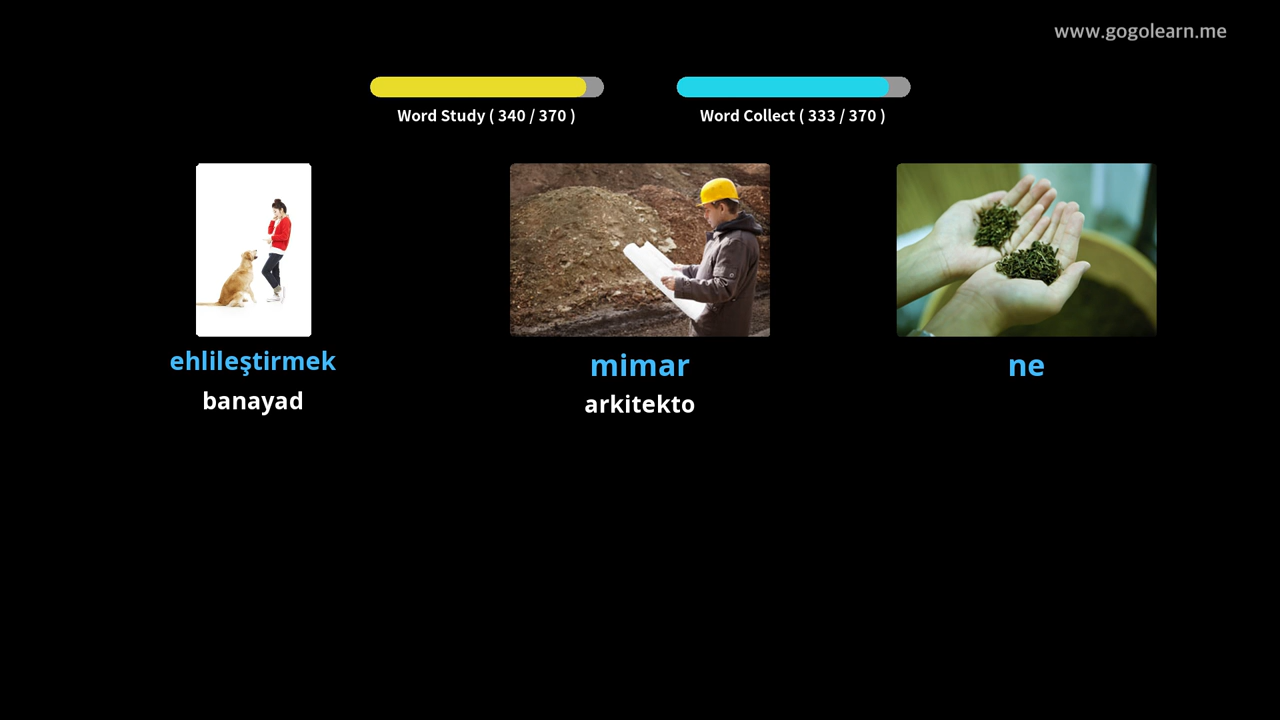 www.gogolearn.me
Word Study ( 340 / 370 )
Word Collect ( 333 / 370 )
ehlileştirmek
banayad
mimar
arkitekto
ne